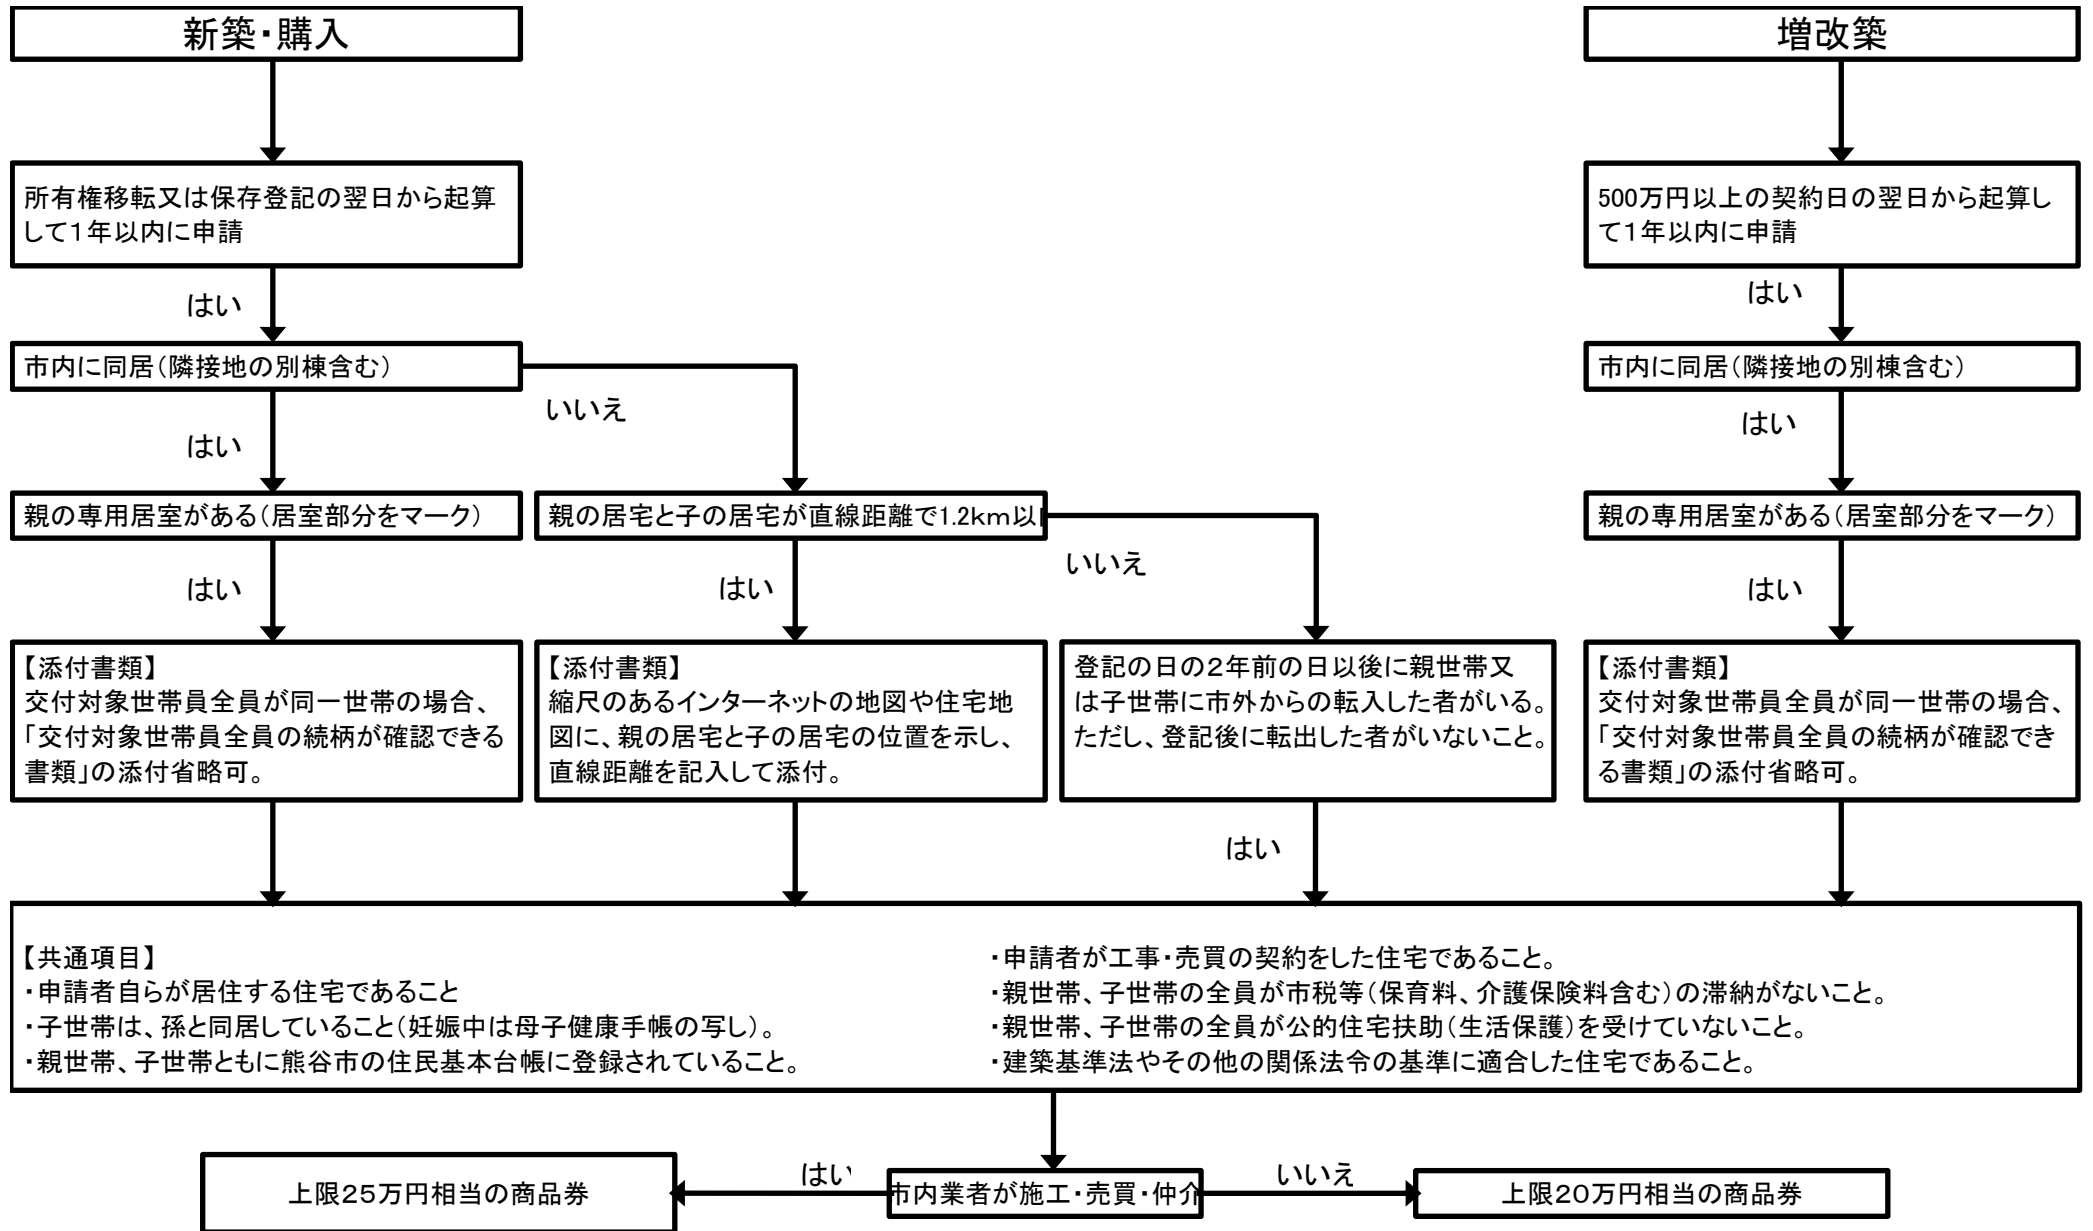 新築・購入
増改築
所有権移転又は保存登記の翌日から起算
して1年以内に申請
500万円以上の契約日の翌日から起算し
て1年以内に申請
はい
はい
市内に同居（隣接地の別棟含む）
市内に同居（隣接地の別棟含む）
いいえ
はい
はい
親の専用居室がある（居室部分をマーク）
親の居宅と子の居宅が直線距離で1.2km以
親の専用居室がある（居室部分をマーク）
いいえ
はい
はい
はい
【添付書類】
交付対象世帯員全員が同一世帯の場合、
「交付対象世帯員全員の続柄が確認できる
書類」の添付省略可。
【添付書類】
縮尺のあるインターネットの地図や住宅地
図に、親の居宅と子の居宅の位置を示し、
直線距離を記入して添付。
登記の日の２年前の日以後に親世帯又
は子世帯に市外からの転入した者がいる。
ただし、登記後に転出した者がいないこと。
【添付書類】
交付対象世帯員全員が同一世帯の場合、
「交付対象世帯員全員の続柄が確認でき
る書類」の添付省略可。
はい
【共通項目】
・申請者自らが居住する住宅であること
・子世帯は、孫と同居していること（妊娠中は母子健康手帳の写し）。
・親世帯、子世帯ともに熊谷市の住民基本台帳に登録されていること。
・申請者が工事・売買の契約をした住宅であること。
・親世帯、子世帯の全員が市税等（保育料、介護保険料含む）の滞納がないこと。
・親世帯、子世帯の全員が公的住宅扶助（生活保護）を受けていないこと。
・建築基準法やその他の関係法令の基準に適合した住宅であること。
はい
いいえ
上限２５万円相当の商品券
市内業者が施工・売買・仲介
上限２０万円相当の商品券